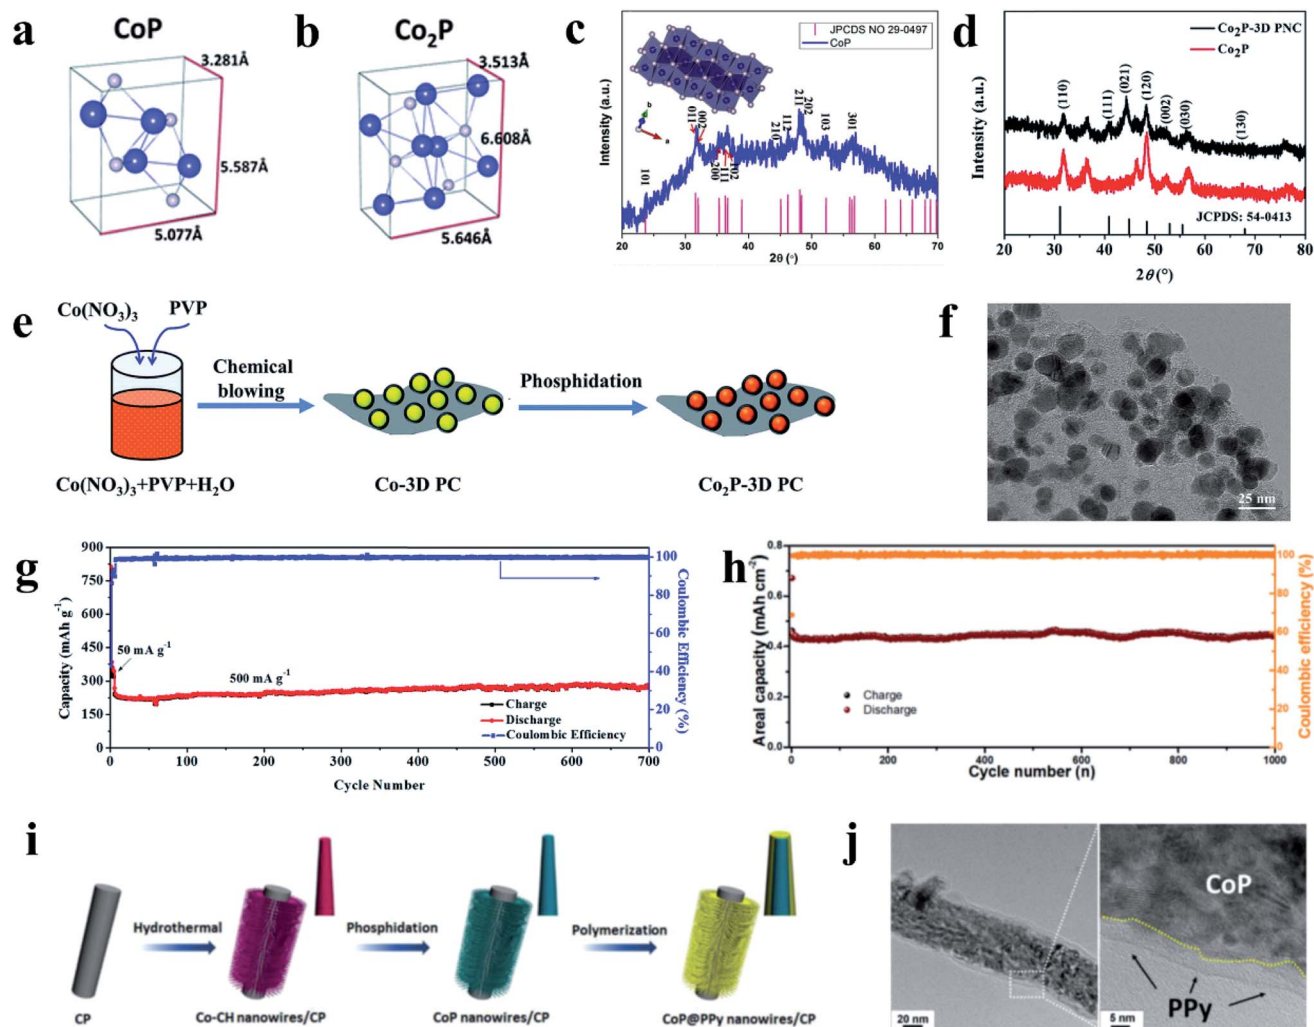 a
CoP
3.281Å
5.587Å
5.077Å
b
Co₂P
3.513Å
6.608Å
5.646Å
c
JPCDS NO 29-0497
CoP
Intensity (a.u.)
b
a
101
011
002
200
111
102
210
112
211
202
103
301
20 30 40 50 60 70
2θ (°)
d
Co₂P-3D PNC
Co₂P
Intensity (a.u.)
(110)
(111)
(021)
(120)
(002)
(030)
(130)
JCPDS: 54-0413
20 30 40 50 60 70 80
2θ (°)
e
Co(NO₃)₃ PVP
Chemical
blowing
Phosphidation
Co(NO₃)₃+PVP+H₂O
Co-3D PC
Co₂P-3D PC
f
25 nm
g
Capacity (mAh g⁻¹)
900
750
600
450
300
150
0
50 mA g⁻¹
500 mA g⁻¹
Charge
Discharge
Coulombic Efficiency
100
80
60
40
20
0
Coulombic Efficiency (%)
0 100 200 300 400 500 600 700
Cycle Number
h
Areal capacity (mAh cm⁻²)
0.8
0.6
0.4
0.2
0.0
Charge
Discharge
100
80
60
40
20
0
Coulombic efficiency (%)
0 200 400 600 800 1000
Cycle number (n)
i
Hydrothermal
Phosphidation
Polymerization
CP
Co-CH nanowires/CP
CoP nanowires/CP
CoP@PPy nanowires/CP
j
20 nm
CoP
PPy
5 nm